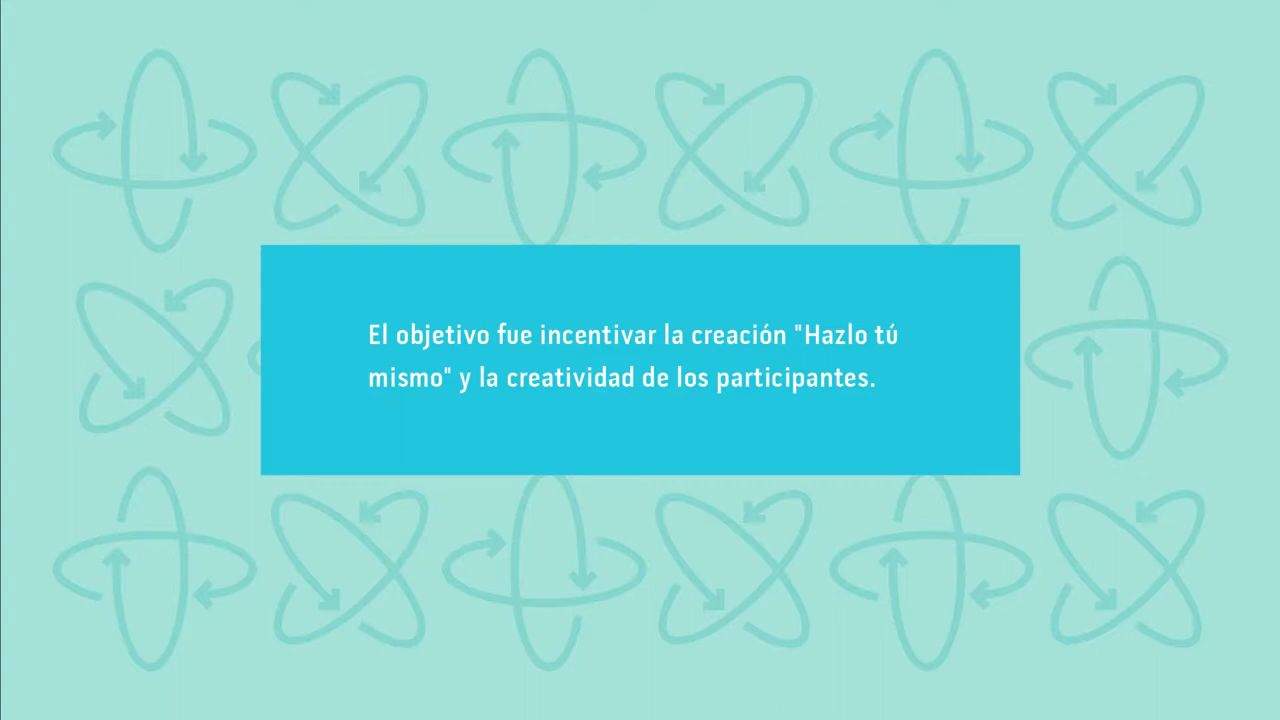 El objetivo fue incentivar la creación "Hazlo tú
mismo" y la creatividad de los participantes.